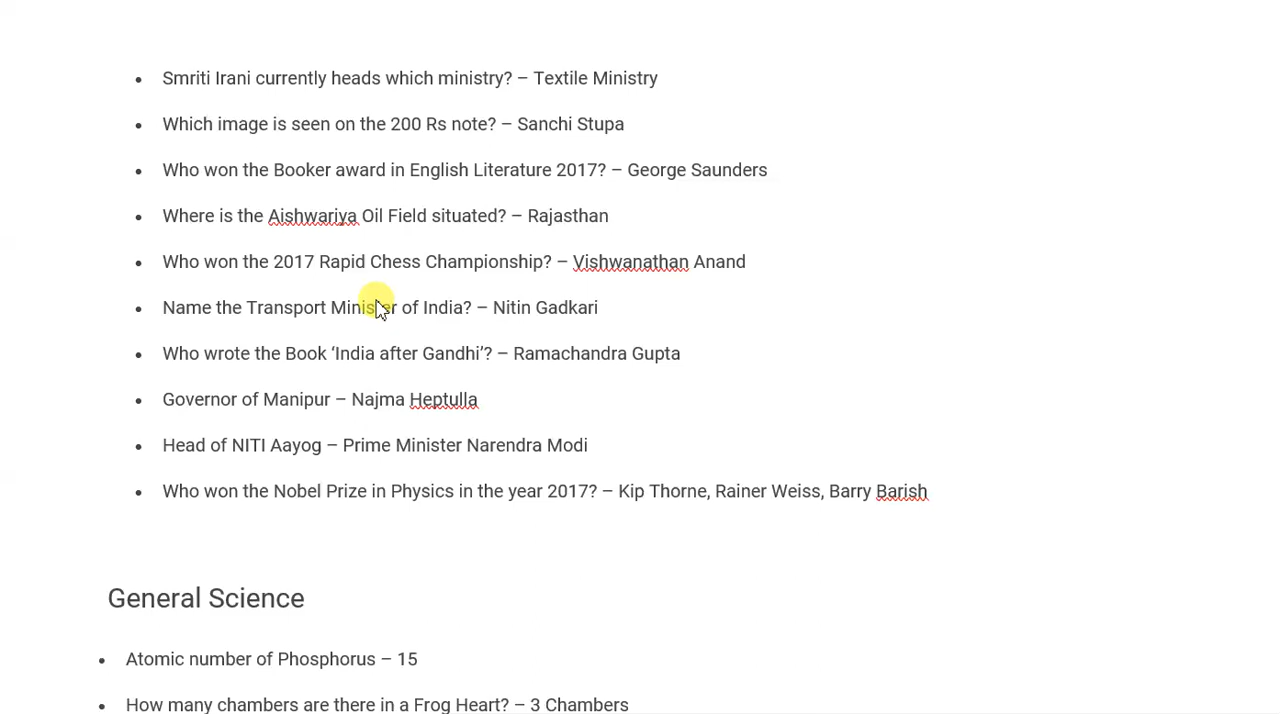 • Smriti Irani currently heads which ministry? – Textile Ministry
• Which image is seen on the 200 Rs note? – Sanchi Stupa
• Who won the Booker award in English Literature 2017? – George Saunders
• Where is the Aishwariya Oil Field situated? – Rajasthan
• Who won the 2017 Rapid Chess Championship? – Vishwanathan Anand
• Name the Transport Minister of India? – Nitin Gadkari
• Who wrote the Book ‘India after Gandhi’? – Ramachandra Gupta
• Governor of Manipur – Najma Heptulla
• Head of NITI Aayog – Prime Minister Narendra Modi
• Who won the Nobel Prize in Physics in the year 2017? – Kip Thorne, Rainer Weiss, Barry Barish
General Science
• Atomic number of Phosphorus – 15
• How many chambers are there in a Frog Heart? – 3 Chambers